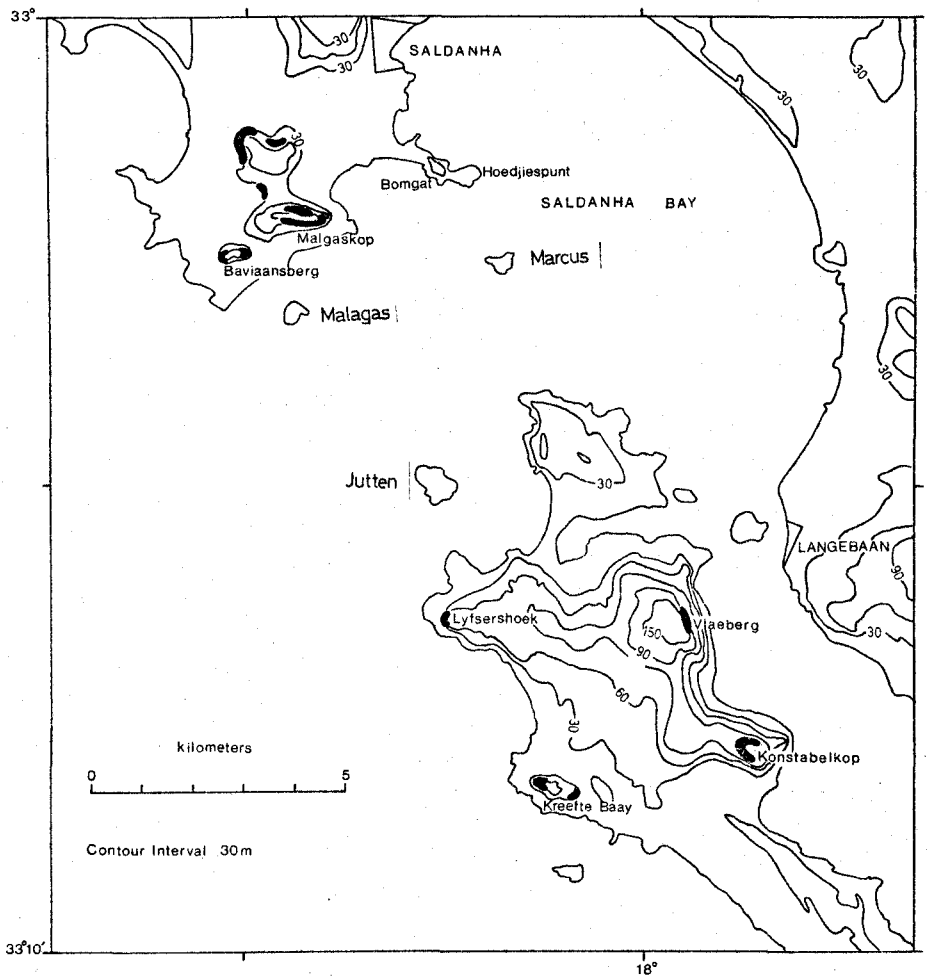 33°
SALDANHA
30
30
30
30
30
Bomgat
Hoedjiespunt
SALDANHA BAY
Malgaskop
Baviaansberg
Marcus
Malagas
30
30
Jutten
LANGEBAAN
90
Lyfsershoek
150
Vlaeberg
90
30
60
30
kilometers
0 5
Konstabelkop
Kreefte Baay
Contour Interval 30m
33°10'
18°